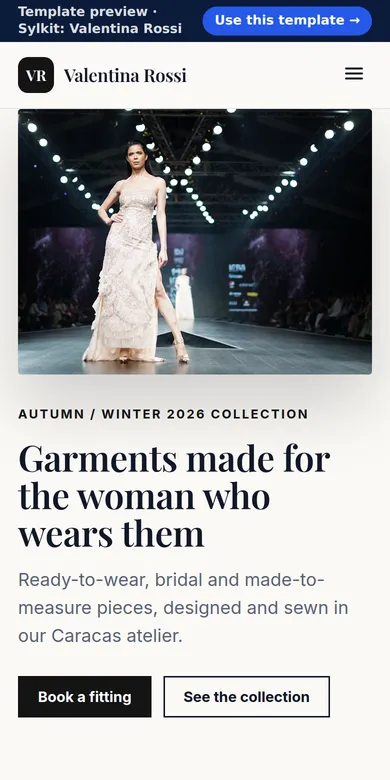 Template preview ·
Sylkit: Valentina Rossi
Use this template →
VR
Valentina Rossi
AUTUMN / WINTER 2026 COLLECTION
Garments made for
the woman who
wears them
Ready-to-wear, bridal and made-to-
measure pieces, designed and sewn in
our Caracas atelier.
Book a fitting
See the collection